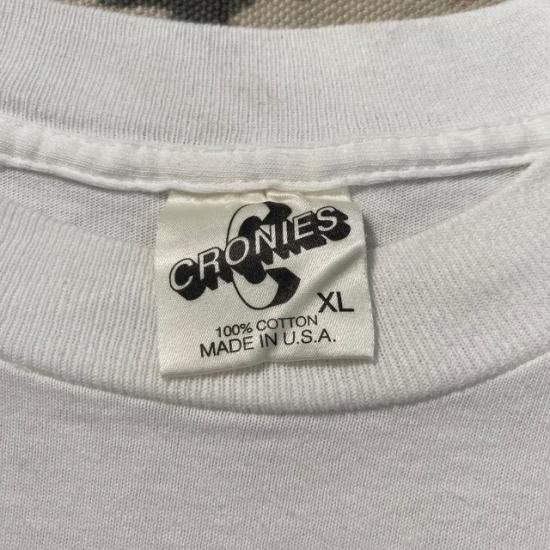 CRONIES
C
XL
100% COTTON
MADE IN U.S.A.